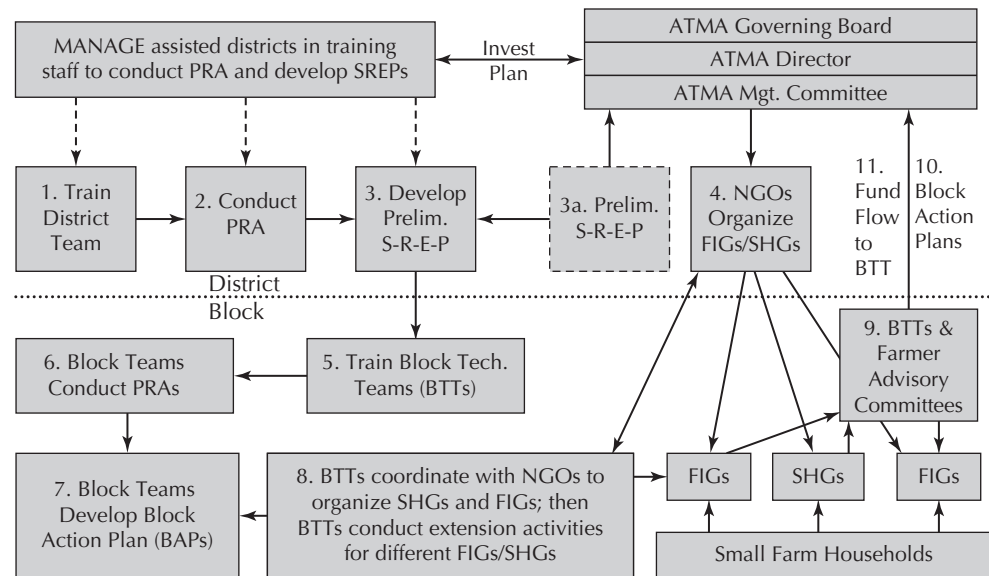 MANAGE assisted districts in training
staff to conduct PRA and develop SREPs
Invest
Plan
ATMA Governing Board
ATMA Director
ATMA Mgt. Committee
1. Train
District
Team
2. Conduct
PRA
3. Develop
Prelim.
S-R-E-P
3a. Prelim.
S-R-E-P
4. NGOs
Organize
FIGs/SHGs
11.
Fund
Flow
to
BTT
10.
Block
Action
Plans
District
Block
6. Block Teams
Conduct PRAs
5. Train Block Tech.
Teams (BTTs)
9. BTTs &
Farmer
Advisory
Committees
7. Block Teams
Develop Block
Action Plan (BAPs)
8. BTTs coordinate with NGOs to
organize SHGs and FIGs; then
BTTs conduct extension activities
for different FIGs/SHGs
FIGs
SHGs
FIGs
Small Farm Households